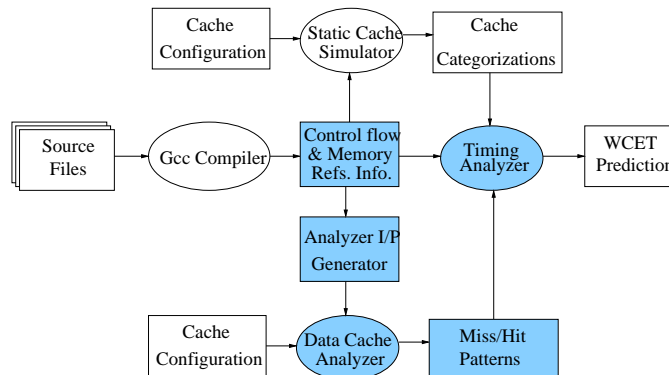 Cache
Configuration
Static Cache
Simulator
Cache
Categorizations
Source
Files
Gcc Compiler
Control flow
& Memory
Refs. Info.
Timing
Analyzer
WCET
Prediction
Analyzer I/P
Generator
Cache
Configuration
Data Cache
Analyzer
Miss/Hit
Patterns